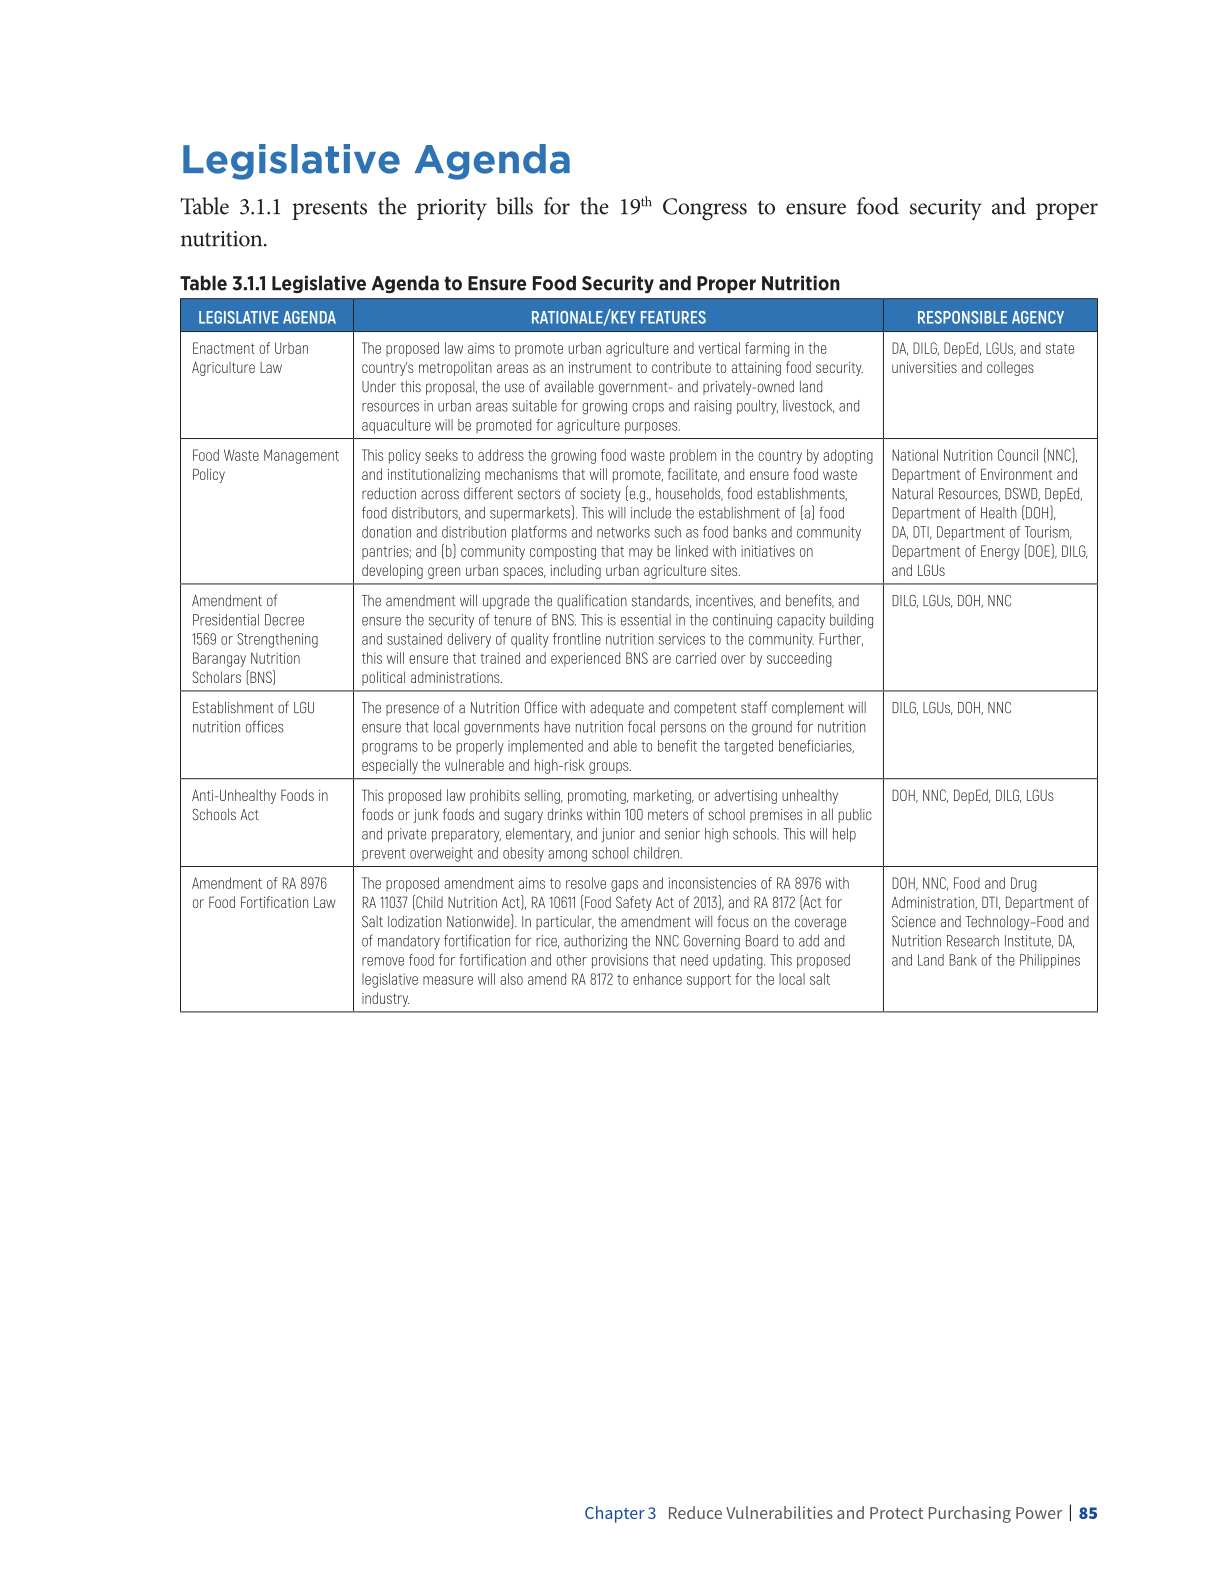 Legislative Agenda
Table 3.1.1 presents the priority bills for the 19th Congress to ensure food security and proper
nutrition.
Table 3.1.1 Legislative Agenda to Ensure Food Security and Proper Nutrition
LEGISLATIVE AGENDA
RATIONALE/KEY FEATURES
RESPONSIBLE AGENCY
Enactment of Urban
Agriculture Law
The proposed law aims to promote urban agriculture and vertical farming in the
country's metropolitan areas as an instrument to contribute to attaining food security.
Under this proposal, the use of available government- and privately-owned land
resources in urban areas suitable for growing crops and raising poultry, livestock, and
aquaculture will be promoted for agriculture purposes.
DA, DILG, DepEd, LGUs, and state
universities and colleges
Food Waste Management
Policy
This policy seeks to address the growing food waste problem in the country by adopting
and institutionalizing mechanisms that will promote, facilitate, and ensure food waste
reduction across different sectors of society (e.g., households, food establishments,
food distributors, and supermarkets). This will include the establishment of (a) food
donation and distribution platforms and networks such as food banks and community
pantries; and (b) community composting that may be linked with initiatives on
developing green urban spaces, including urban agriculture sites.
National Nutrition Council (NNC),
Department of Environment and
Natural Resources, DSWD, DepEd,
Department of Health (DOH),
DA, DTI, Department of Tourism,
Department of Energy (DOE), DILG,
and LGUs
Amendment of
Presidential Decree
1569 or Strengthening
Barangay Nutrition
Scholars (BNS)
The amendment will upgrade the qualification standards, incentives, and benefits, and
ensure the security of tenure of BNS. This is essential in the continuing capacity building
and sustained delivery of quality frontline nutrition services to the community. Further,
this will ensure that trained and experienced BNS are carried over by succeeding
political administrations.
DILG, LGUs, DOH, NNC
Establishment of LGU
nutrition offices
The presence of a Nutrition Office with adequate and competent staff complement will
ensure that local governments have nutrition focal persons on the ground for nutrition
programs to be properly implemented and able to benefit the targeted beneficiaries,
especially the vulnerable and high-risk groups.
DILG, LGUs, DOH, NNC
Anti-Unhealthy Foods in
Schools Act
This proposed law prohibits selling, promoting, marketing, or advertising unhealthy
foods or junk foods and sugary drinks within 100 meters of school premises in all public
and private preparatory, elementary, and junior and senior high schools. This will help
prevent overweight and obesity among school children.
DOH, NNC, DepEd, DILG, LGUs
Amendment of RA 8976
or Food Fortification Law
The proposed amendment aims to resolve gaps and inconsistencies of RA 8976 with
RA 11037 (Child Nutrition Act), RA 10611 (Food Safety Act of 2013), and RA 8172 (Act for
Salt Iodization Nationwide). In particular, the amendment will focus on the coverage
of mandatory fortification for rice, authorizing the NNC Governing Board to add and
remove food for fortification and other provisions that need updating. This proposed
legislative measure will also amend RA 8172 to enhance support for the local salt
industry.
DOH, NNC, Food and Drug
Administration, DTI, Department of
Science and Technology–Food and
Nutrition Research Institute, DA,
and Land Bank of the Philippines
Chapter 3 Reduce Vulnerabilities and Protect Purchasing Power | 85